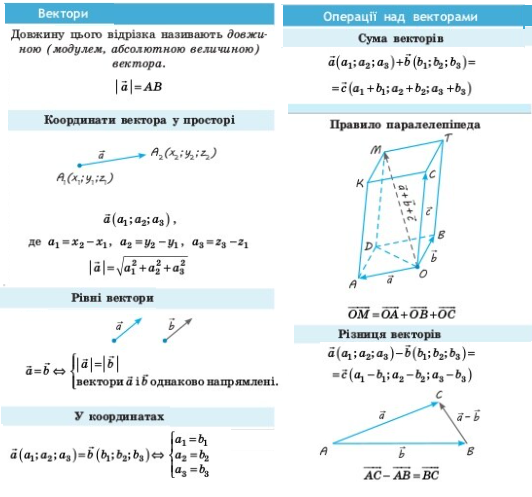 Вектори
Довжину цього відрізка називають довжи-
ною (модулем, абсолютною величиною)
вектора.
|a⃗|=AB
Координати вектора у просторі
a⃗
A₂(x₂;y₂;z₂)
A₁(x₁;y₁;z₁)
a⃗(a₁;a₂;a₃),
де a₁=x₂−x₁, a₂=y₂−y₁, a₃=z₃−z₁
|a⃗|=√(a₁²+a₂²+a₃²)
Рівні вектори
a⃗ b⃗
a⃗=b⃗⇔{|a⃗|=|b⃗|
вектори a⃗ і b⃗ однаково напрямлені.
У координатах
a⃗(a₁;a₂;a₃)=b⃗(b₁;b₂;b₃)⇔{a₁=b₁
a₂=b₂
a₃=b₃
Операції над векторами
Сума векторів
a⃗(a₁;a₂;a₃)+b⃗(b₁;b₂;b₃)=
=c⃗(a₁+b₁;a₂+b₂;a₃+b₃)
Правило паралелепіпеда
T
M
K
C
a⃗+b⃗+c⃗
c⃗
D
B
b⃗
O
a⃗
A
OM⃗=OA⃗+OB⃗+OC⃗
Різниця векторів
a⃗(a₁;a₂;a₃)−b⃗(b₁;b₂;b₃)=
=c⃗(a₁−b₁;a₂−b₂;a₃−b₃)
C
a⃗
a⃗−b⃗
A
b⃗
B
AC⃗−AB⃗=BC⃗